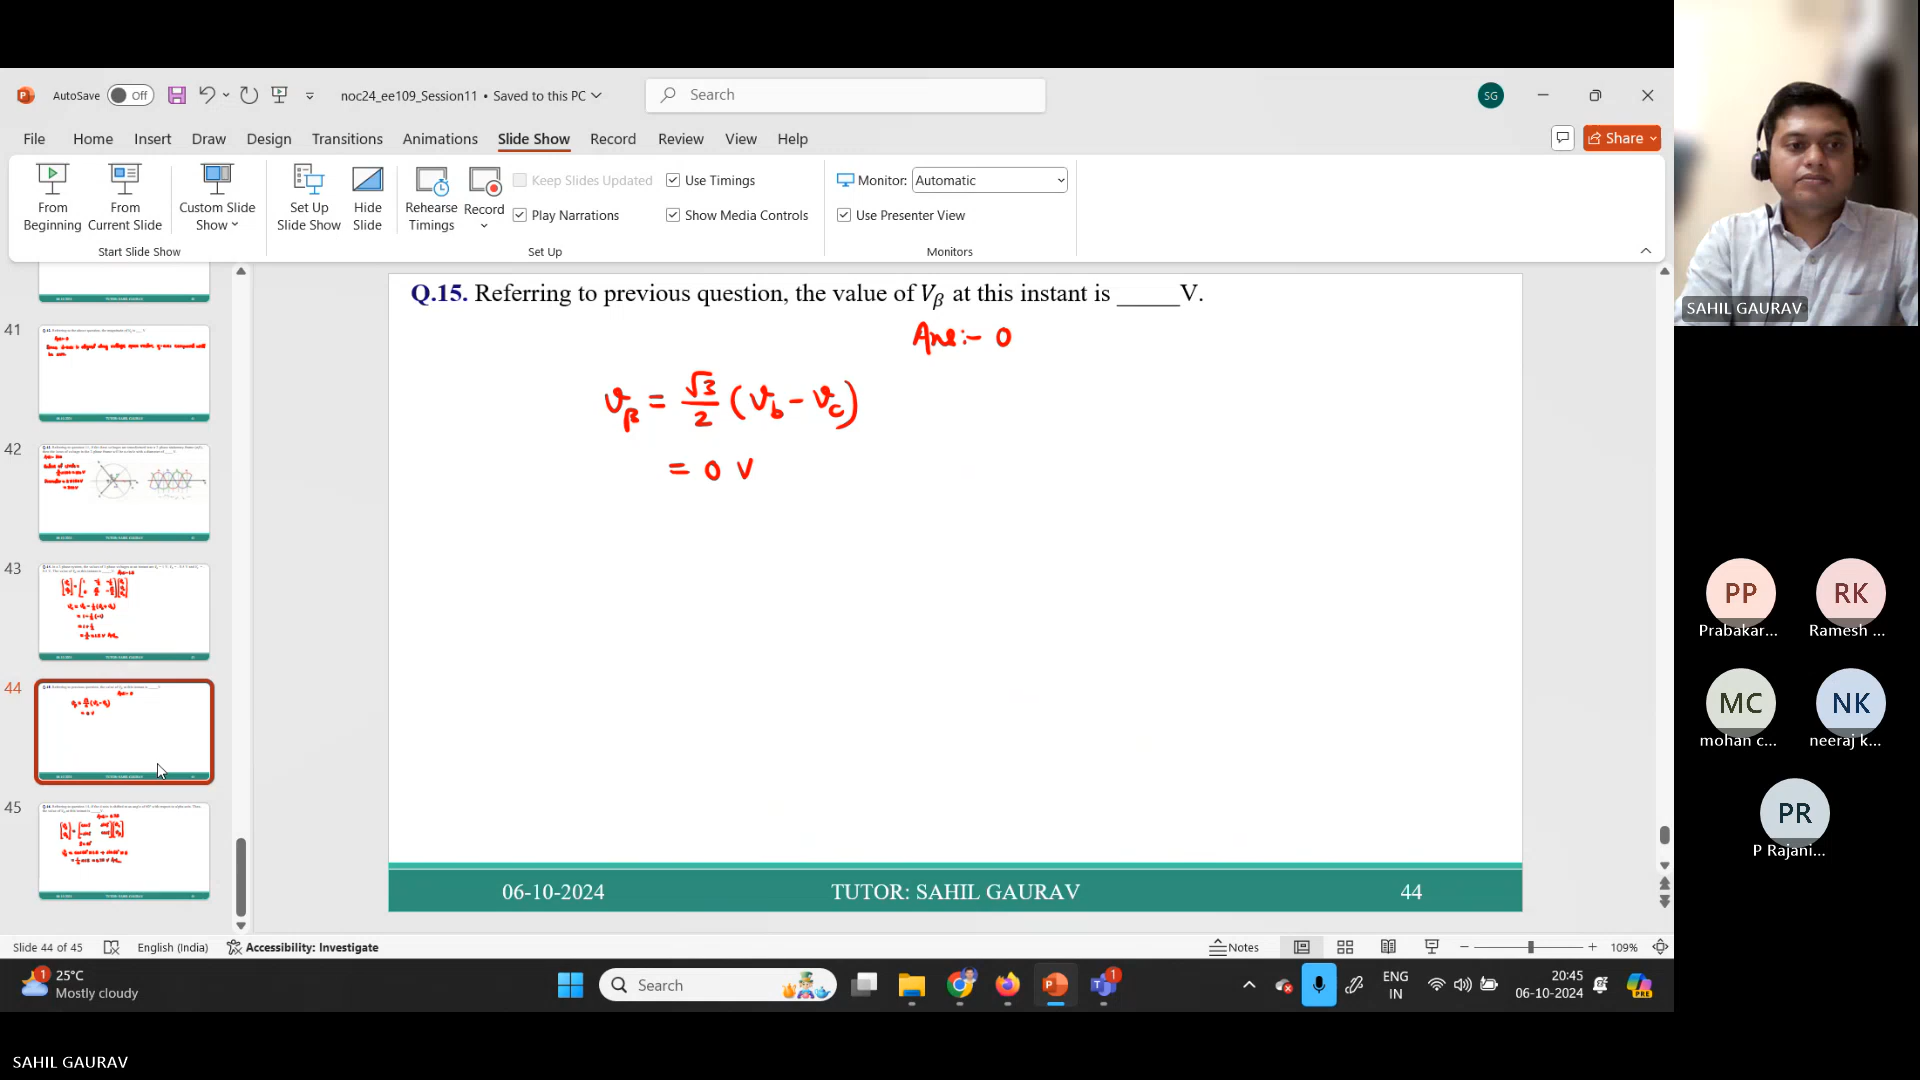 AutoSave Off noc24_ee109_Session11 • Saved to this PC Search SG
File Home Insert Draw Design Transitions Animations Slide Show Record Review View Help Share
From Beginning
From Current Slide
Custom Slide Show
Set Up Slide Show
Hide Slide
Rehearse Timings
Record
Keep Slides Updated
Play Narrations
Use Timings
Show Media Controls
Monitor: Automatic
Use Presenter View
Start Slide Show Set Up Monitors
41
42
43
44
45
Q.15. Referring to previous question, the value of Vβ at this instant is _____V.
Ans:- 0
vβ = √3/2 (vb - vc)
= 0 V
06-10-2024 TUTOR: SAHIL GAURAV 44
Slide 44 of 45 English (India) Accessibility: Investigate Notes 109%
1 25°C
Mostly cloudy
Search
1
ENG
IN
20:45
06-10-2024
PRE
SAHIL GAURAV
PP
Prabakar...
RK
Ramesh ...
MC
mohan c...
NK
neeraj k...
PR
P Rajani...
SAHIL GAURAV